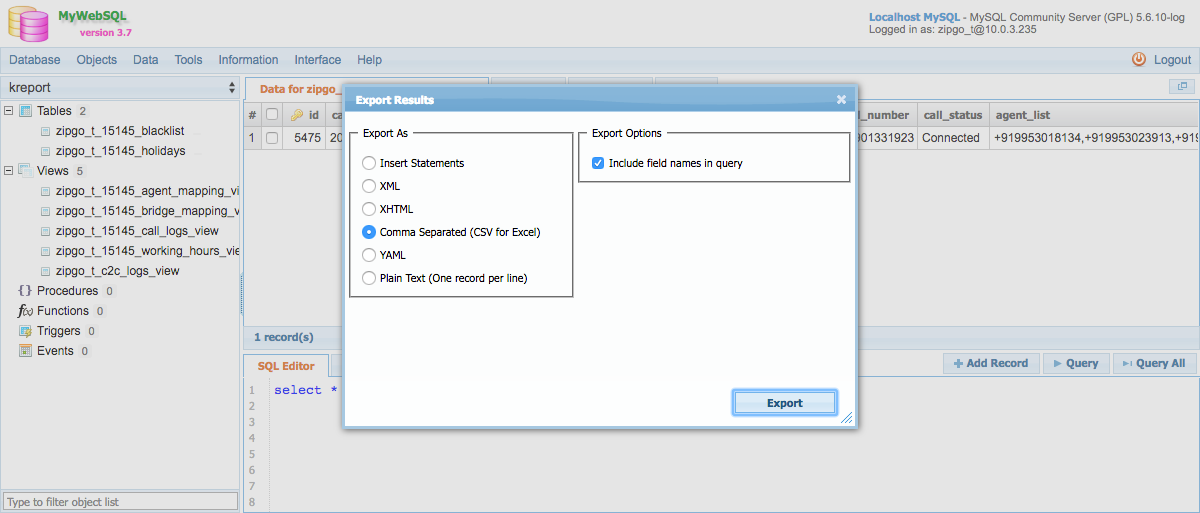 MyWebSQL
version 3.7
Localhost MySQL - MySQL Community Server (GPL) 5.6.10-log
Logged in as: zipgo_t@10.0.3.235
Database Objects Data Tools Information Interface Help Logout
kreport
Tables 2
zipgo_t_15145_blacklist
zipgo_t_15145_holidays
Views 5
zipgo_t_15145_agent_mapping_vi
zipgo_t_15145_bridge_mapping_v
zipgo_t_15145_call_logs_view
zipgo_t_15145_working_hours_vie
zipgo_t_c2c_logs_view
{} Procedures 0
f(x) Functions 0
Triggers 0
Events 0
Type to filter object list
Data for zipgo_
# id ca l_number call_status agent_list
1 5475 20 01331923 Connected +919953018134,+919953023913,+9
Export Results
Export As
Insert Statements
XML
XHTML
Comma Separated (CSV for Excel)
YAML
Plain Text (One record per line)
Export Options
Include field names in query
Export
1 record(s)
SQL Editor
Add Record Query Query All
1 select *
2
3
4
5
6
7
8